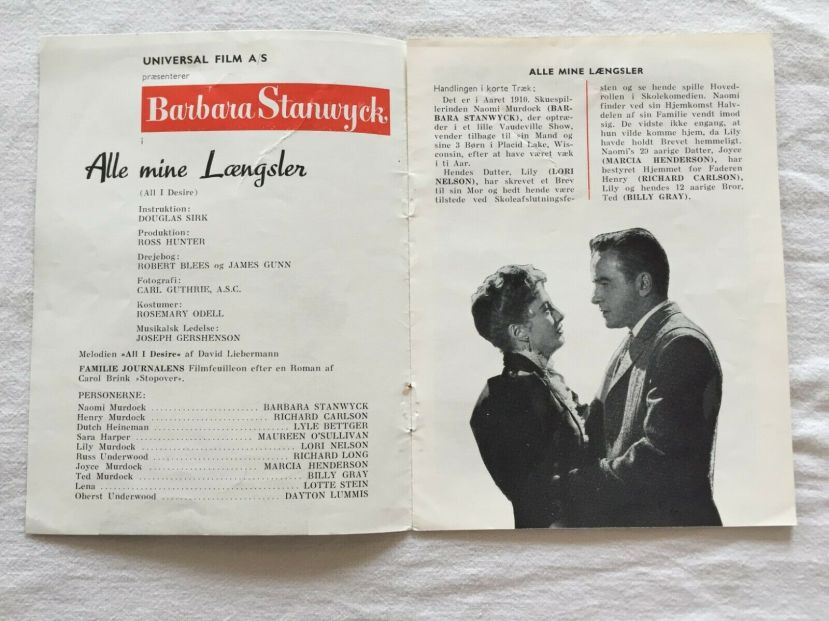 UNIVERSAL FILM A/S
præsenterer
Barbara Stanwyck
i
Alle mine Længsler
(All I Desire)
Instruktion:
DOUGLAS SIRK
Produktion:
ROSS HUNTER
Drejebog:
ROBERT BLEES og JAMES GUNN
Fotografi:
CARL GUTHRIE, A.S.C.
Kostumer:
ROSEMARY ODELL
Musikalsk Ledelse:
JOSEPH GERSHENSON
Melodien »All I Desire« af David Liebermann
FAMILIE JOURNALENS Filmfeuilleon efter en Roman af
Carol Brink »Stopover«.
PERSONERNE:
Naomi Murdock ........................ BARBARA STANWYCK
Henry Murdock ........................ RICHARD CARLSON
Dutch Heineman ........................ LYLE BETTGER
Sara Harper ........................ MAUREEN O'SULLIVAN
Lily Murdock ........................ LORI NELSON
Russ Underwood ........................ RICHARD LONG
Joyce Murdock ........................ MARCIA HENDERSON
Ted Murdock ........................ BILLY GRAY
Lena ........................ LOTTE STEIN
Oberst Underwood ........................ DAYTON LUMMIS
ALLE MINE LÆNGSLER
Handlingen i korte Træk:
Det er i Aaret 1910. Skuespil-
lerinden Naomi Murdock (BAR-
BARA STANWYCK), der optræ-
der i et lille Vaudeville Show,
vender tilbage til sin Mand og
sine 3 Børn i Placid Lake, Wis-
consin, efter at have været væk
i ti Aar.
Hendes Datter, Lily (LORI
NELSON), har skrevet et Brev
til sin Mor og bedt hende være
tilstede ved Skoleafslutningsfe-
sten og se hende spille Hoved-
rollen i Skolekomedien. Naomi
finder ved sin Hjemkomst Halv-
delen af sin Familie vendt imod
sig. De vidste ikke engang, at
hun vilde komme hjem, da Lily
havde holdt Brevet hemmeligt.
Naomi's 20 aarige Datter, Joyce
(MARCIA HENDERSON), har
bestyret Hjemmet for Faderen
Henry (RICHARD CARLSON),
Lily og hendes 12 aarige Bror,
Ted (BILLY GRAY).